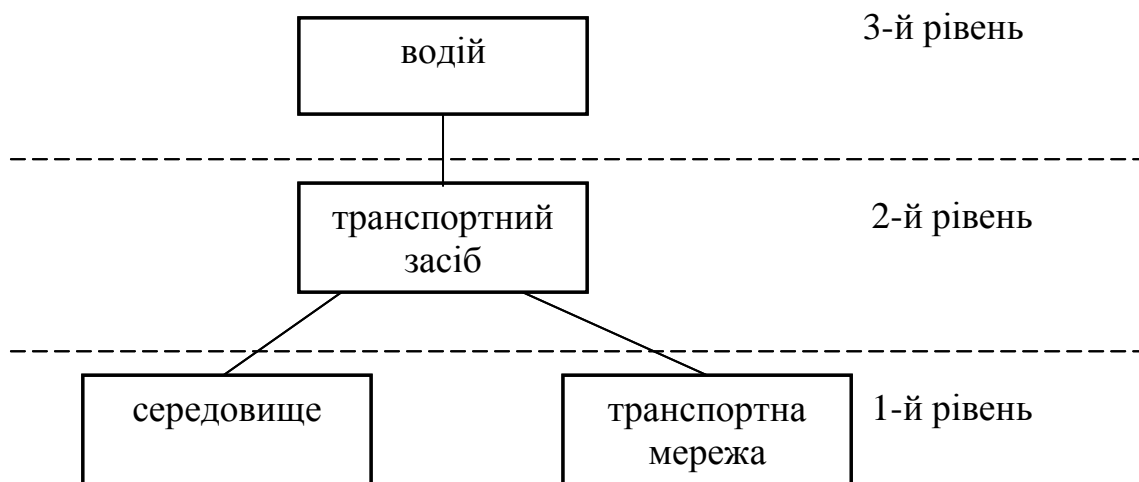 3-й рівень
водій
2-й рівень
транспортний
засіб
середовище
транспортна
мережа
1-й рівень